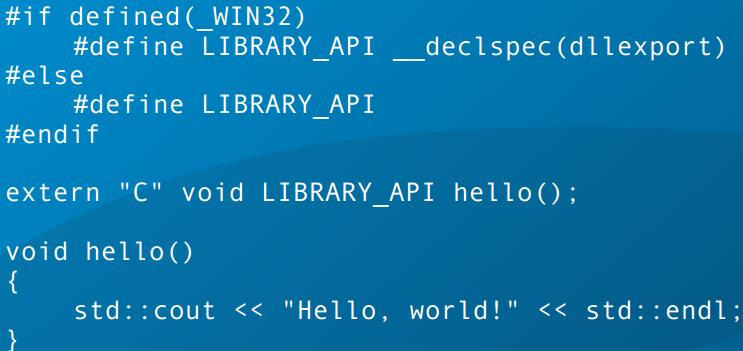 #if defined(_WIN32)
    #define LIBRARY_API __declspec(dllexport)
#else
    #define LIBRARY_API
#endif

extern "C" void LIBRARY_API hello();

void hello()
{
    std::cout << "Hello, world!" << std::endl;
}